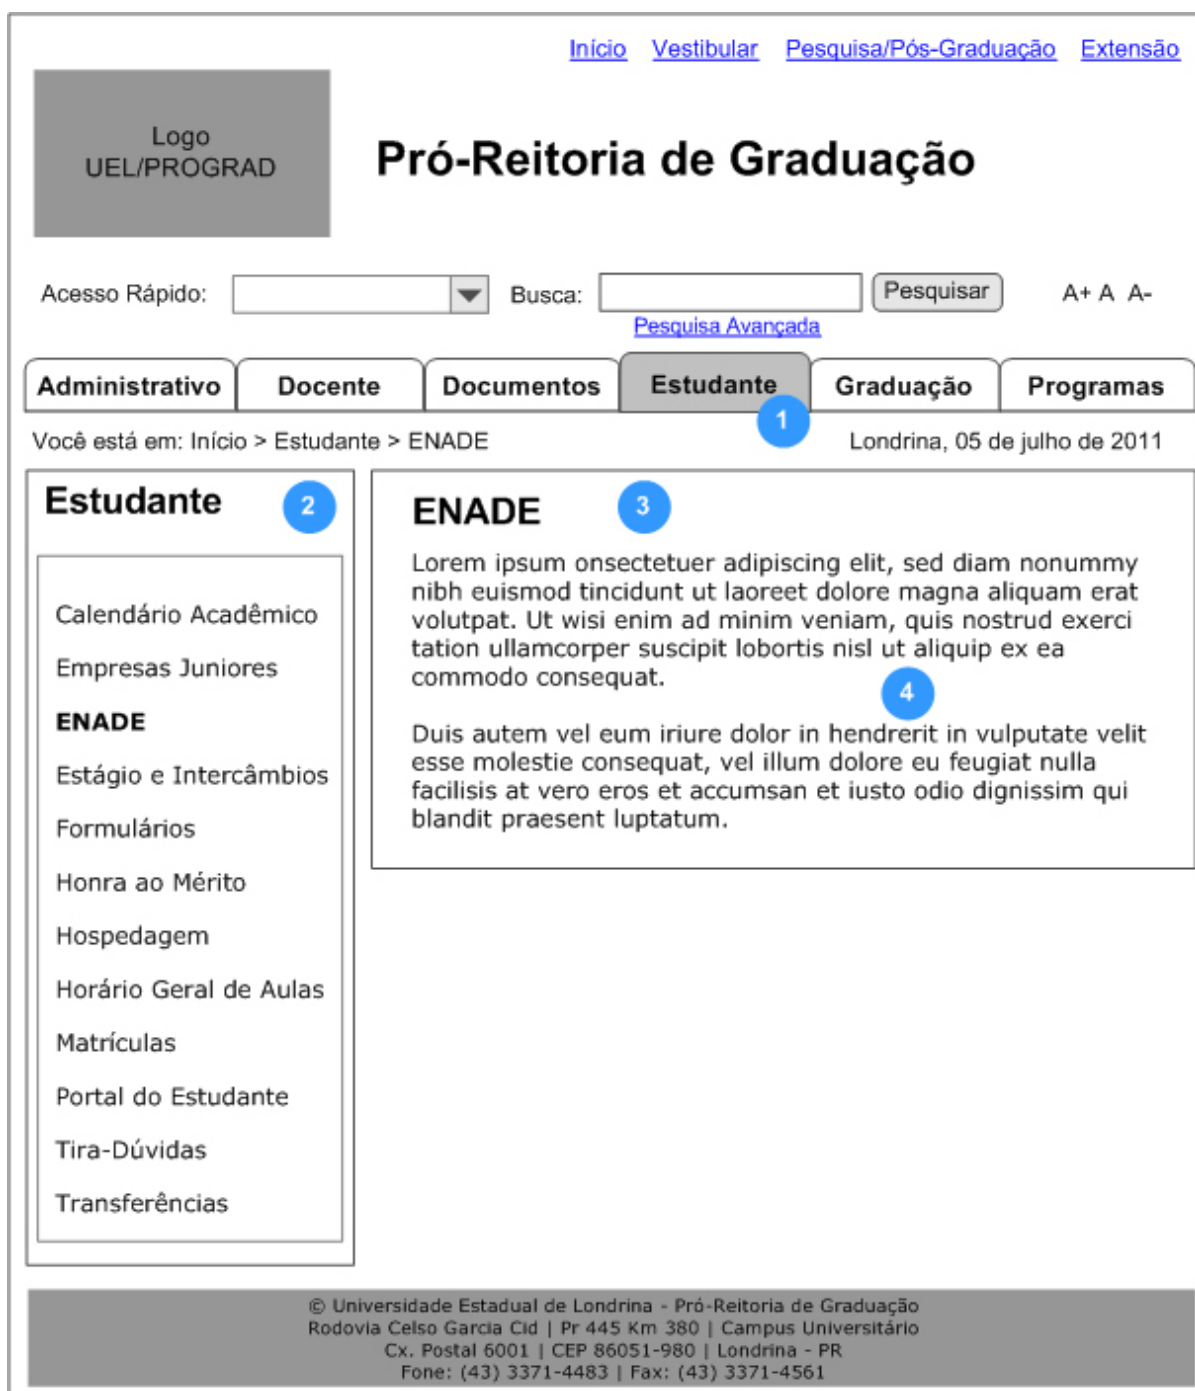 Início Vestibular Pesquisa/Pós-Graduação Extensão
Logo
UEL/PROGRAD
Pró-Reitoria de Graduação
Acesso Rápido: Busca: Pesquisar A+ A A-
Pesquisa Avançada
Administrativo Docente Documentos Estudante Graduação Programas
1
Você está em: Início > Estudante > ENADE Londrina, 05 de julho de 2011
Estudante
2
Calendário Acadêmico
Empresas Juniores
ENADE
Estágio e Intercâmbios
Formulários
Honra ao Mérito
Hospedagem
Horário Geral de Aulas
Matrículas
Portal do Estudante
Tira-Dúvidas
Transferências
ENADE
3
Lorem ipsum onsectetuer adipiscing elit, sed diam nonummy
nibh euismod tincidunt ut laoreet dolore magna aliquam erat
volutpat. Ut wisi enim ad minim veniam, quis nostrud exerci
tation ullamcorper suscipit lobortis nisl ut aliquip ex ea
commodo consequat.
4
Duis autem vel eum iriure dolor in hendrerit in vulputate velit
esse molestie consequat, vel illum dolore eu feugiat nulla
facilisis at vero eros et accumsan et iusto odio dignissim qui
blandit praesent luptatum.
© Universidade Estadual de Londrina - Pró-Reitoria de Graduação
Rodovia Celso Garcia Cid | Pr 445 Km 380 | Campus Universitário
Cx. Postal 6001 | CEP 86051-980 | Londrina - PR
Fone: (43) 3371-4483 | Fax: (43) 3371-4561